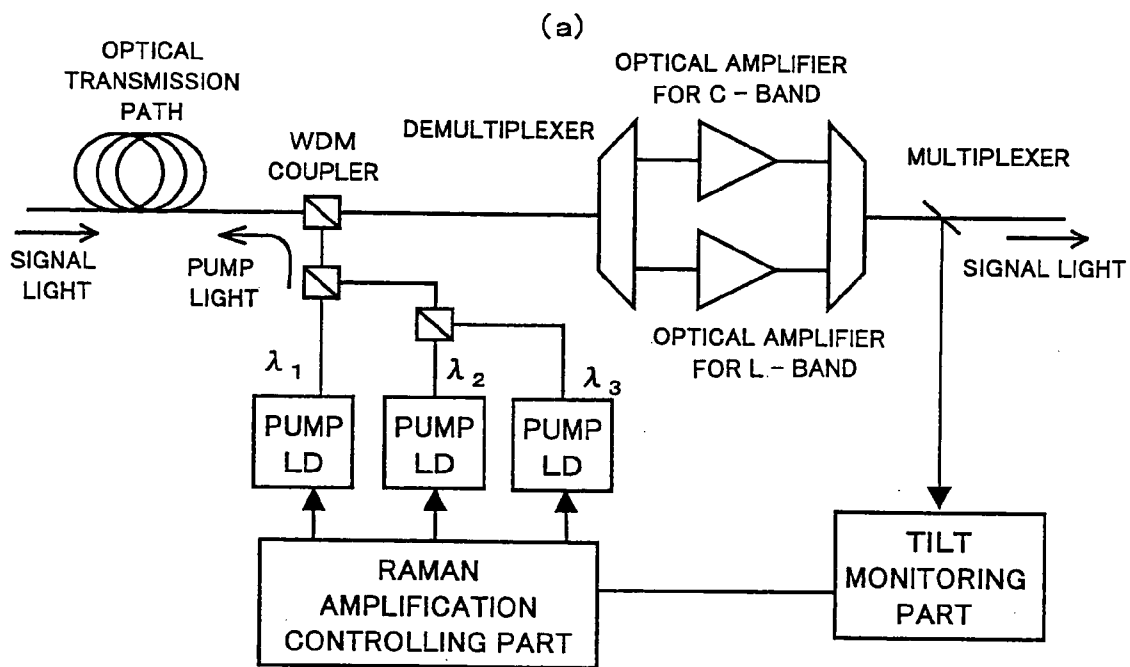 (a)
OPTICAL
TRANSMISSION
PATH
OPTICAL AMPLIFIER
FOR C - BAND
DEMULTIPLEXER
WDM
COUPLER
MULTIPLEXER
SIGNAL
LIGHT
PUMP
LIGHT
SIGNAL LIGHT
OPTICAL AMPLIFIER
FOR L - BAND
λ1
λ2
λ3
PUMP
LD
PUMP
LD
PUMP
LD
RAMAN
AMPLIFICATION
CONTROLLING PART
TILT
MONITORING
PART